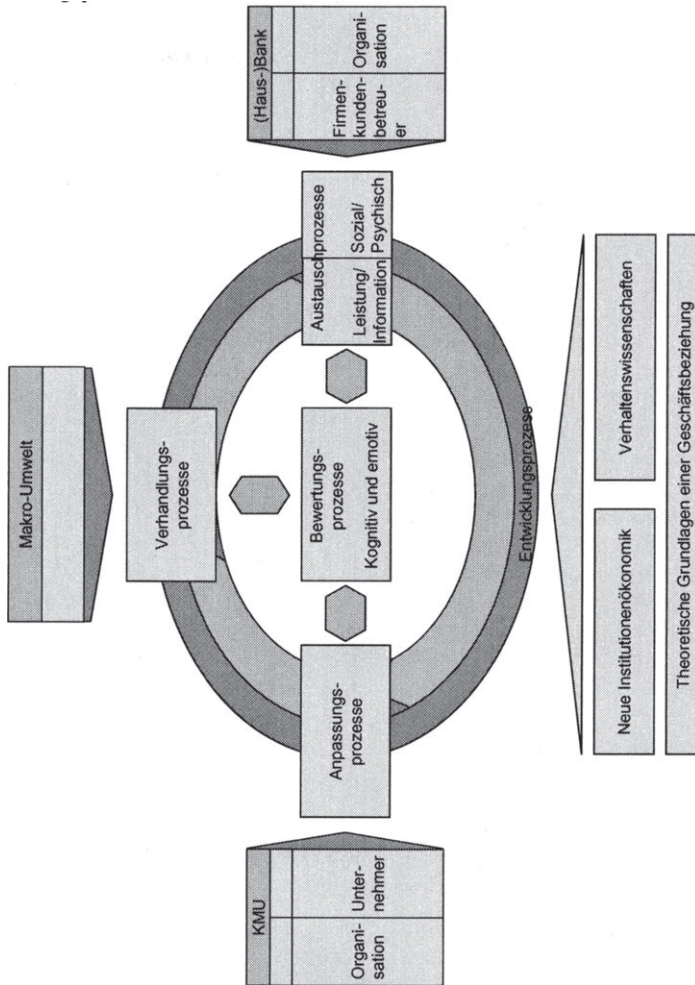 Makro-Umwelt
KMU
Organi-
sation
Unter-
nehmer
Verhandlungs-
prozesse
Anpassungs-
prozesse
Bewertungs-
prozesse
Kognitiv und emotiv
Austauschprozesse
Leistung/
Information
Sozial/
Psychisch
(Haus-)Bank
Firmen-
kunden-
betreu-
er
Organi-
sation
Entwicklungsprozess
Neue Institutionenökonomik
Verhaltenswissenschaften
Theoretische Grundlagen einer Geschäftsbeziehung